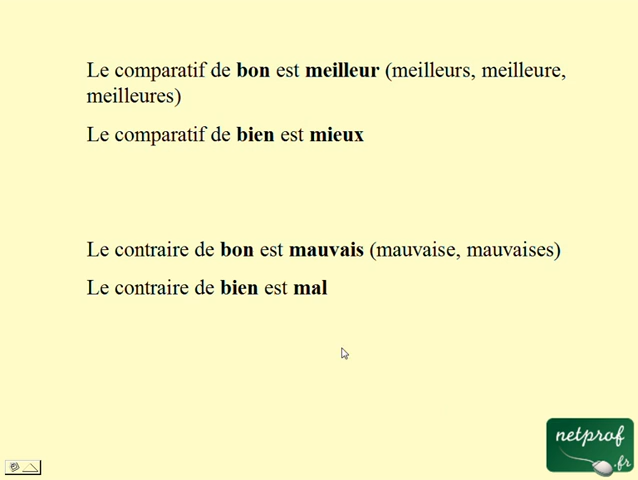 Le comparatif de bon est meilleur (meilleurs, meilleure,
meilleures)
Le comparatif de bien est mieux
Le contraire de bon est mauvais (mauvaise, mauvaises)
Le contraire de bien est mal
netprof
.fr